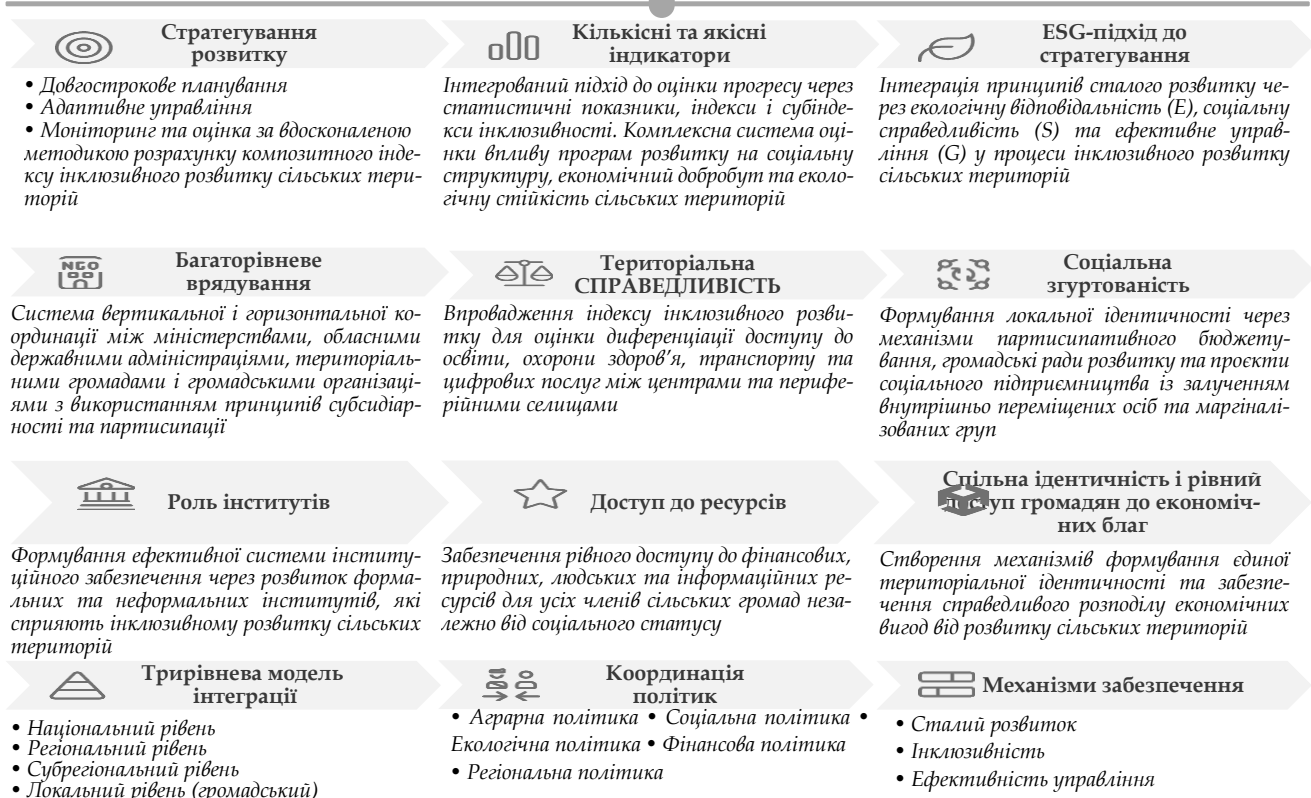 Стратегування
розвитку
• Довгострокове планування
• Адаптивне управління
• Моніторинг та оцінка за вдосконаленою
методикою розрахунку композитного інде-
ксу інклюзивного розвитку сільських тери-
торій
Кількісні та якісні
індикатори
Інтегрований підхід до оцінки прогресу через
статистичні показники, індекси і субінде-
кси інклюзивності. Комплексна система оці-
нки впливу програм розвитку на соціальну
структуру, економічний добробут та еколо-
гічну стійкість сільських територій
ESG-підхід до
стратегування
Інтеграція принципів сталого розвитку че-
рез екологічну відповідальність (E), соціальну
справедливість (S) та ефективне управ-
ління (G) у процеси інклюзивного розвитку
сільських територій
NGO
Багаторівневе
врядування
Система вертикальної і горизонтальної ко-
ординації між міністерствами, обласними
державними адміністраціями, територіаль-
ними громадами і громадськими організаці-
ями з використанням принципів субсидіар-
ності та партисипації
Територіальна
СПРАВЕДЛИВІСТЬ
Впровадження індексу інклюзивного розви-
тку для оцінки диференціації доступу до
освіти, охорони здоров'я, транспорту та
цифрових послуг між центрами та перифе-
рійними селищами
Соціальна
згуртованість
Формування локальної ідентичності через
механізми партисипативного бюджету-
вання, громадські ради розвитку та проєкти
соціального підприємництва із залученням
внутрішньо переміщених осіб та маргіналі-
зованих груп
Роль інститутів
Формування ефективної системи інститу-
ційного забезпечення через розвиток форма-
льних та неформальних інститутів, які
сприяють інклюзивному розвитку сільських
територій
Доступ до ресурсів
Забезпечення рівного доступу до фінансових,
природних, людських та інформаційних ре-
сурсів для усіх членів сільських громад неза-
лежно від соціального статусу
Спільна ідентичність і рівний
доступ громадян до економіч-
них благ
Створення механізмів формування єдиної
територіальної ідентичності та забезпе-
чення справедливого розподілу економічних
вигод від розвитку сільських територій
Трирівнева модель
інтеграції
• Національний рівень
• Регіональний рівень
• Субрегіональний рівень
• Локальний рівень (громадський)
Координація
політик
• Аграрна політика • Соціальна політика •
Екологічна політика • Фінансова політика
• Регіональна політика
Механізми забезпечення
• Сталий розвиток
• Інклюзивність
• Ефективність управління